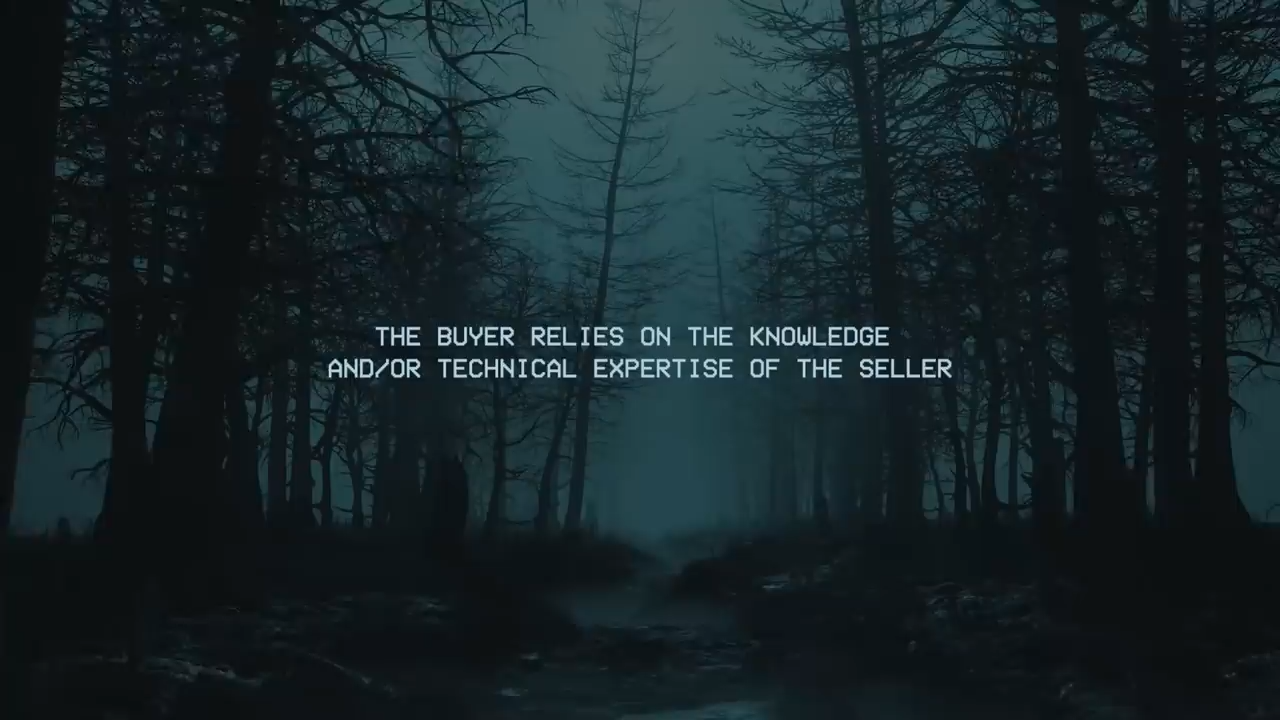 THE BUYER RELIES ON THE KNOWLEDGE
AND/OR TECHNICAL EXPERTISE OF THE SELLER